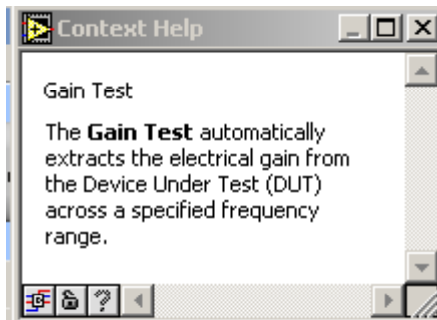 Context Help
Gain Test
The Gain Test automatically
extracts the electrical gain from
the Device Under Test (DUT)
across a specified frequency
range.
?